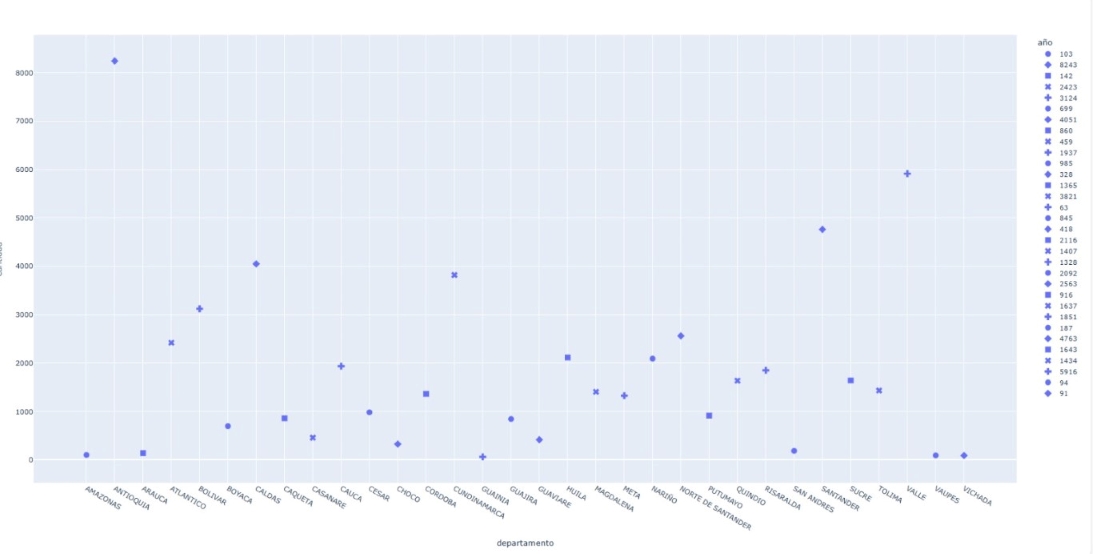 año
103
8243
142
2423
3124
699
4051
860
459
1937
985
328
1365
3821
63
845
418
2116
1407
1328
2092
2563
916
1637
1851
187
4763
1643
1434
5916
94
91
8000
7000
6000
5000
4000
3000
2000
1000
0
AMAZONAS
ANTIOQUIA
ARAUCA
ATLANTICO
BOLIVAR
BOYACA
CALDAS
CAQUETA
CASANARE
CAUCA
CESAR
CHOCO
CORDOBA
CUNDINAMARCA
GUAINIA
GUAJIRA
GUAVIARE
HUILA
MAGDALENA
META
NARIÑO
NORTE DE SANTANDER
PUTUMAYO
QUINDIO
RISARALDA
SAN ANDRES
SANTANDER
SUCRE
TOLIMA
VALLE
VAUPES
VICHADA
departamento